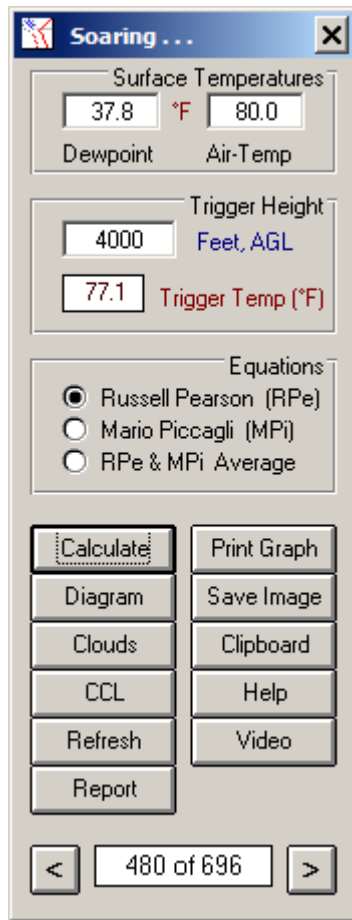 Soaring . . .
Surface Temperatures
37.8 °F 80.0
Dewpoint Air-Temp
Trigger Height
4000 Feet, AGL
77.1 Trigger Temp (°F)
Equations
Russell Pearson (RPe)
Mario Piccagli (MPi)
RPe & MPi Average
Calculate Print Graph
Diagram Save Image
Clouds Clipboard
CCL Help
Refresh Video
Report
< 480 of 696 >